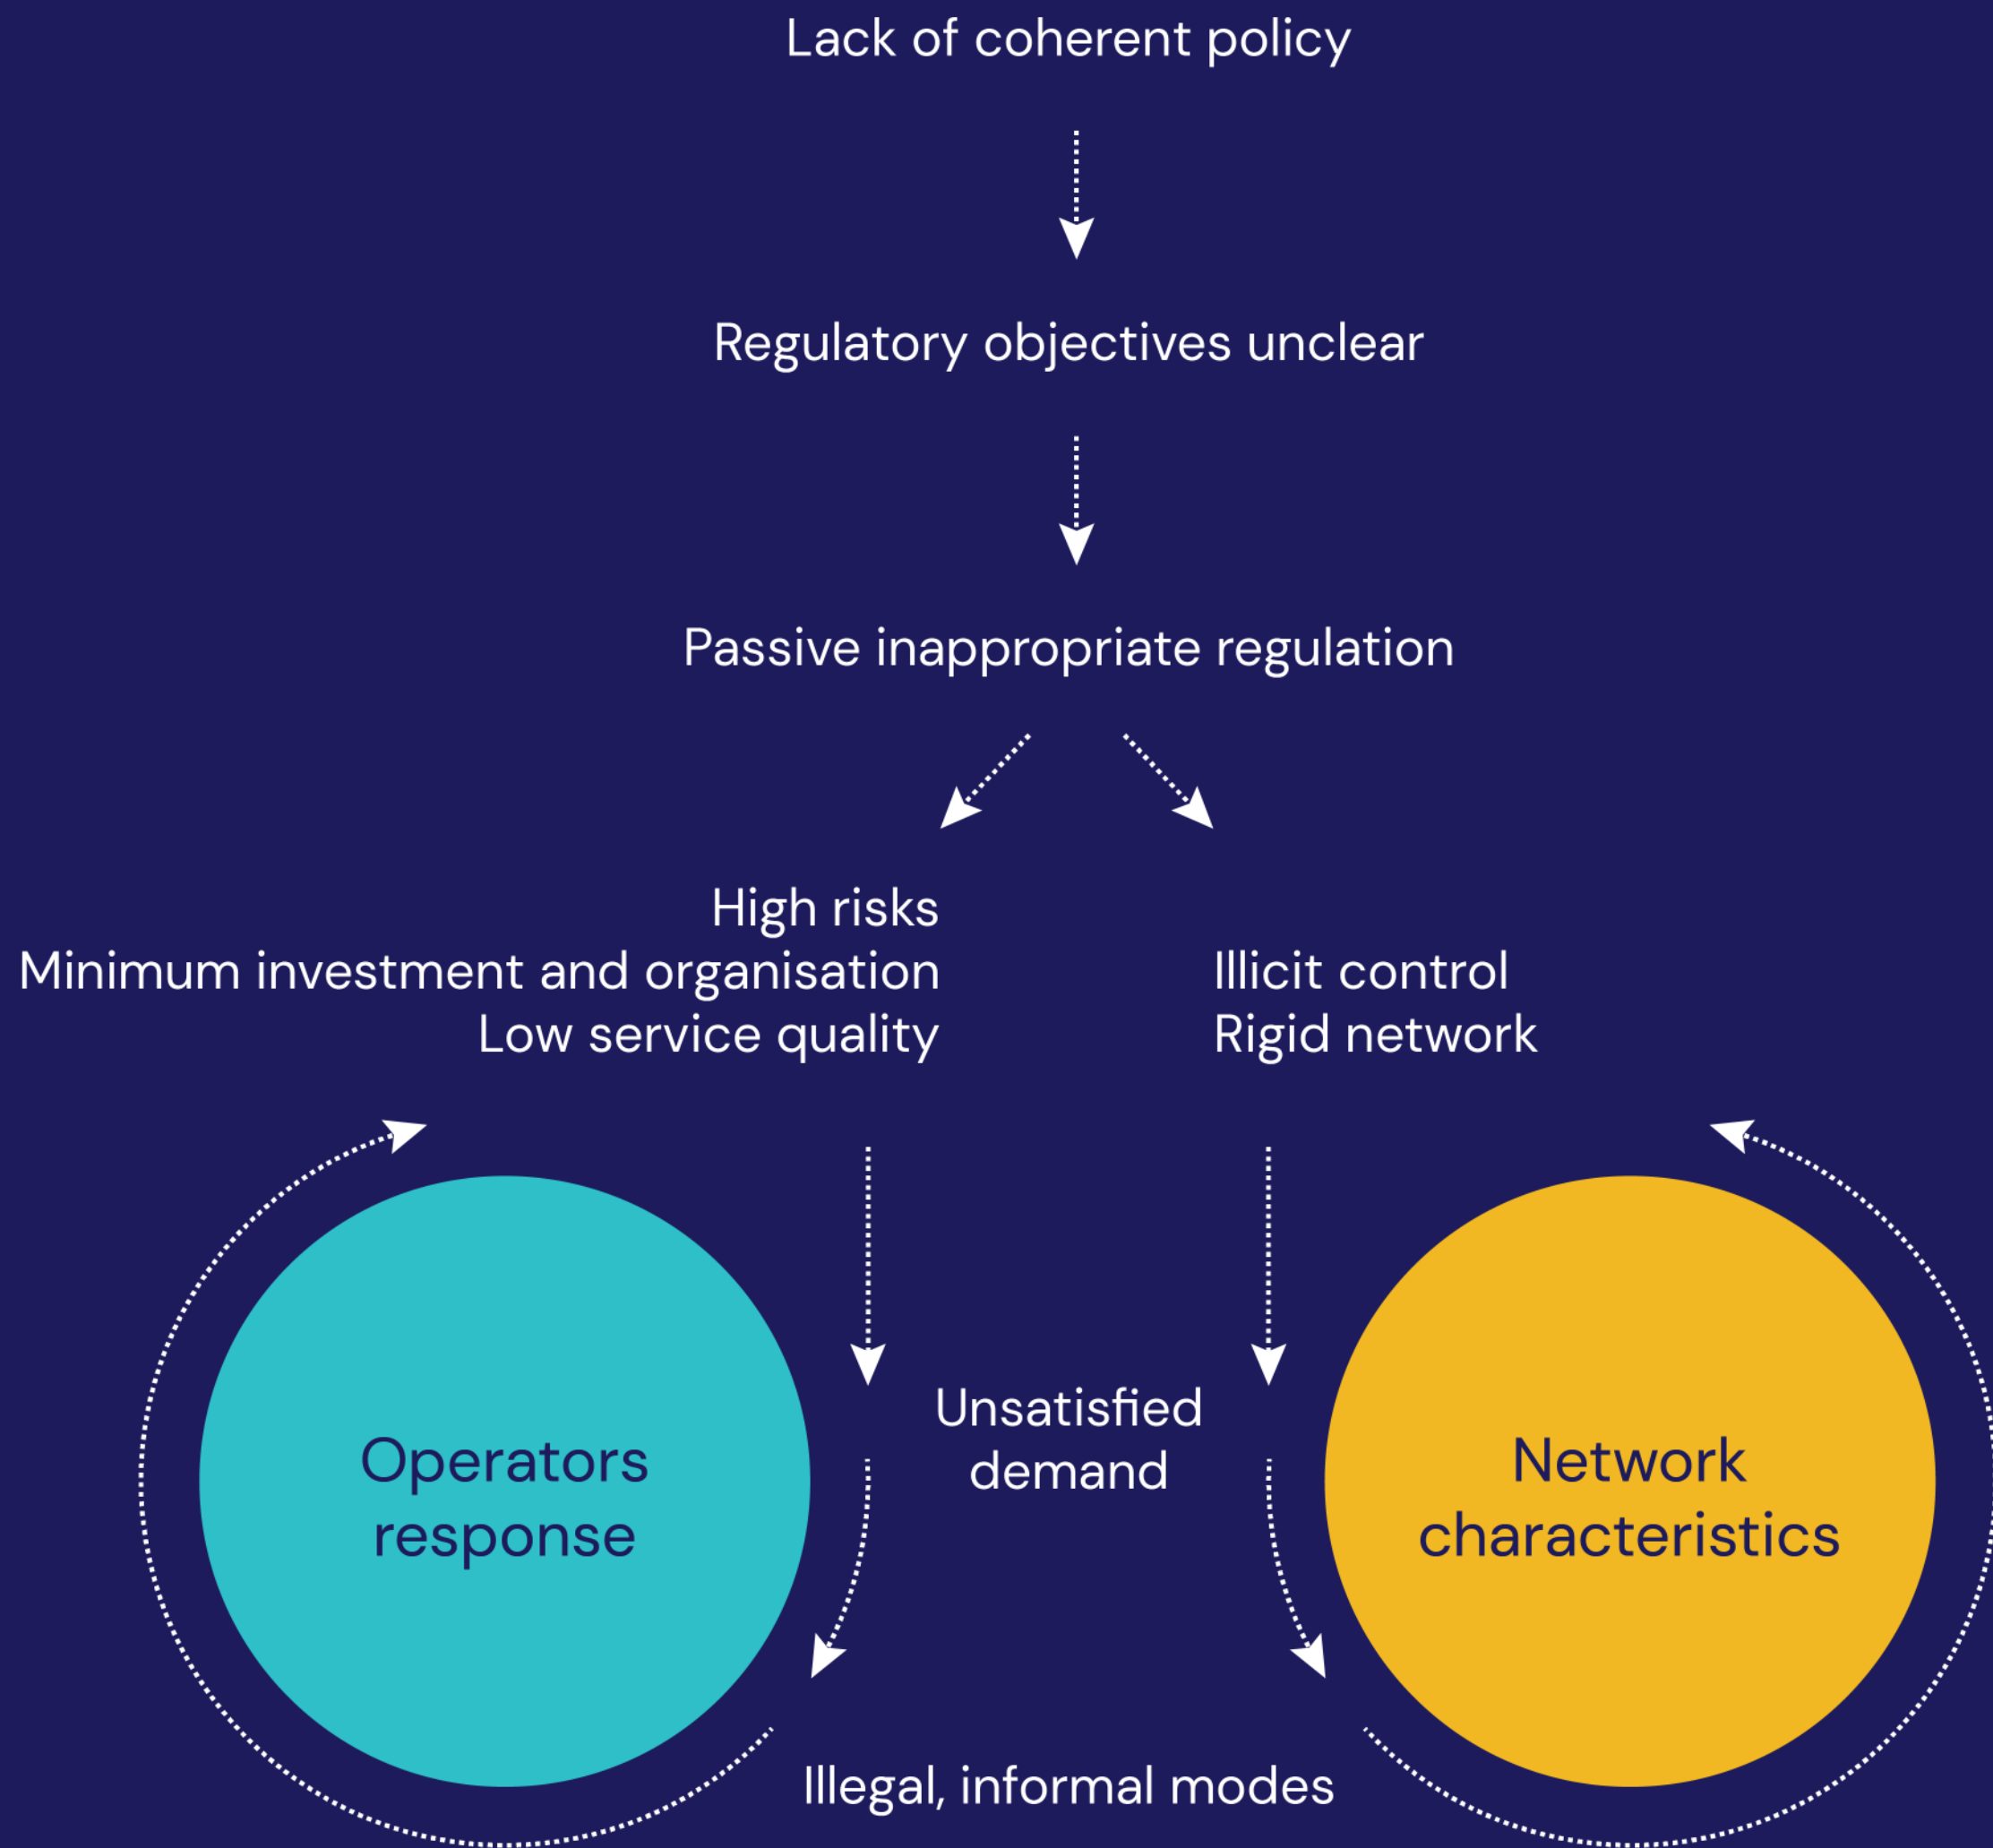 Lack of coherent policy
Regulatory objectives unclear
Passive inappropriate regulation
High risks
Minimum investment and organisation
Low service quality
Illicit control
Rigid network
Unsatisfied
demand
Operators
response
Network
characteristics
Illegal, informal modes